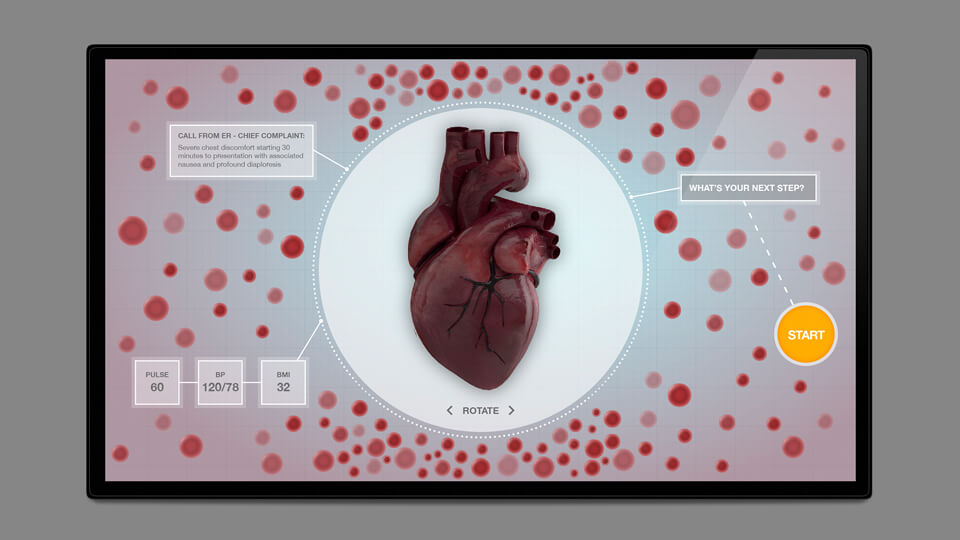 CALL FROM ER - CHIEF COMPLAINT:
Severe chest discomfort starting 30
minutes to presentation with associated
nausea and profound disploresis
WHAT'S YOUR NEXT STEP?
START
PULSE
60
BP
120/78
BMI
32
< ROTATE >